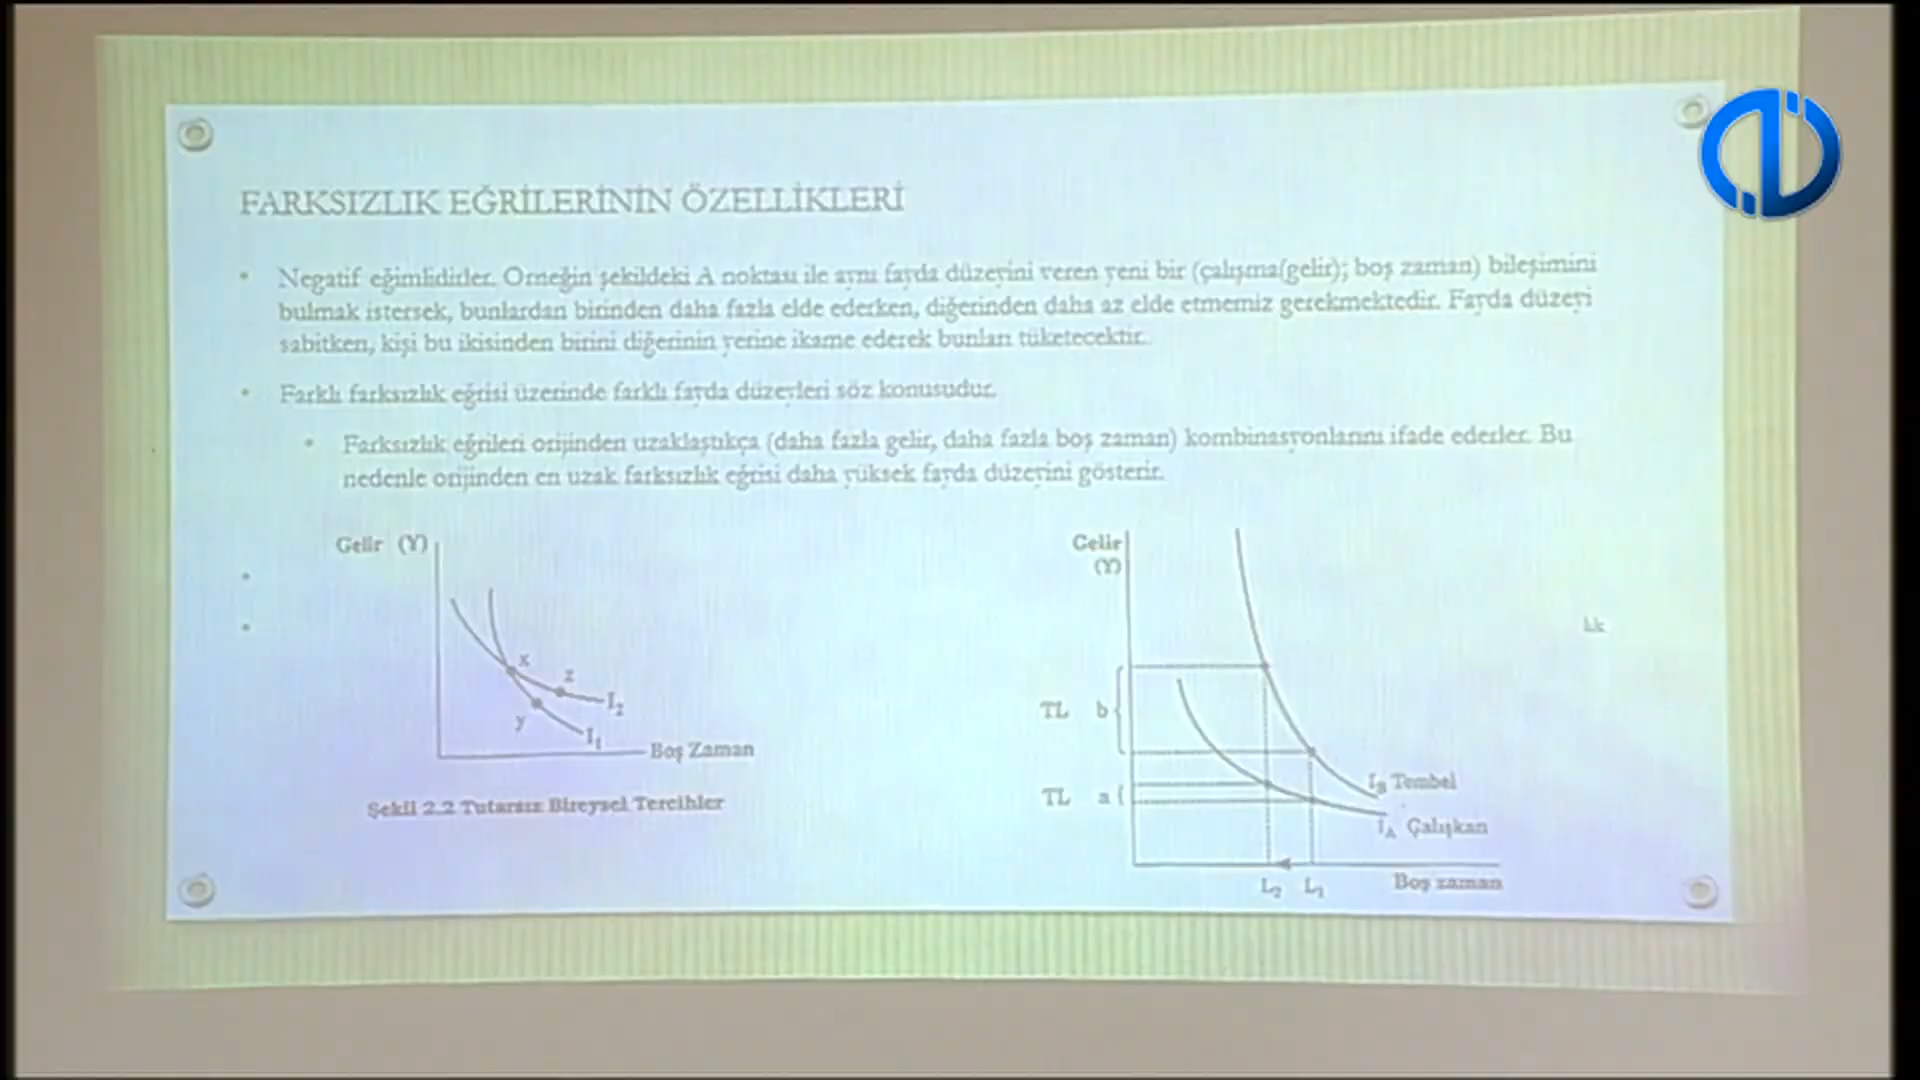 FARKSIZLIK EĞRİLERİNİN ÖZELLİKLERİ
• Negatif eğimlidirler. Örneğin şekildeki A noktası ile aynı fayda düzeyini veren yeni bir (çalışma(gelir); boş zaman) bileşimini
bulmak istersek, bunlardan birinden daha fazla elde ederken, diğerinden daha az elde etmemiz gerekmektedir. Fayda düzeyi
sabitken, kişi bu ikisinden birini diğerinin yerine ikame ederek bunları tüketecektir.
• Farklı farksızlık eğrisi üzerinde farklı fayda düzeyleri söz konusudur.
• Farksızlık eğrileri orijinden uzaklaştıkça (daha fazla gelir, daha fazla boş zaman) kombinasyonlarını ifade ederler. Bu
nedenle orijinden en uzak farksızlık eğrisi daha yüksek fayda düzeyini gösterir.
Gelir (Y)
x
z
y
I₂
I₁
Boş Zaman
Şekil 2.2 Tutarsız Bireysel Tercihler
Gelir
(Y)
TL b
TL a
I_B Tembel
I_A Çalışkan
L₂ L₁
Boş zaman